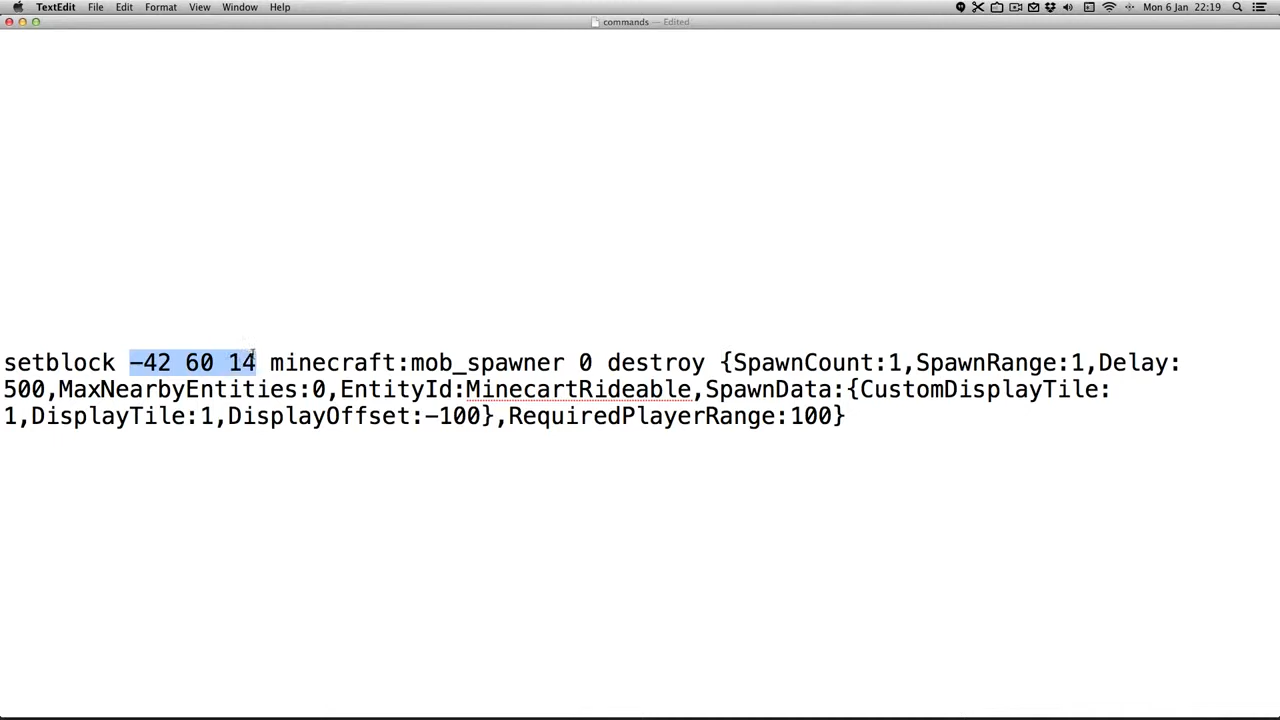 TextEdit File Edit Format View Window Help Mon 6 Jan 22:19
commands — Edited
setblock -42 60 14 minecraft:mob_spawner 0 destroy {SpawnCount:1,SpawnRange:1,Delay:
500,MaxNearbyEntities:0,EntityId:MinecartRideable,SpawnData:{CustomDisplayTile:
1,DisplayTile:1,DisplayOffset:-100},RequiredPlayerRange:100}